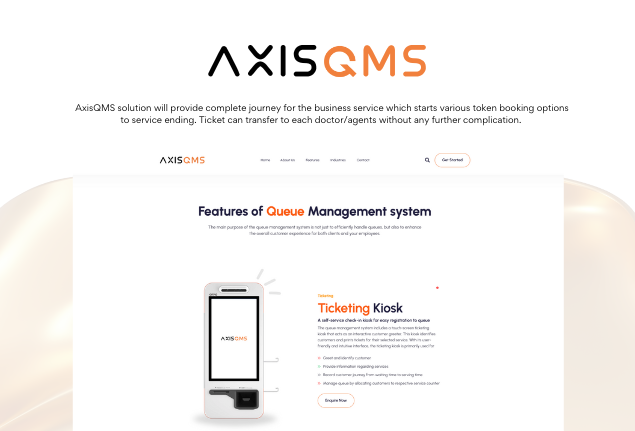 AXISQMS
AxisQMS solution will provide complete journey for the business service which starts various token booking options
to service ending. Ticket can transfer to each doctor/agents without any further complication.
AXISQMS
Home About Us Features Industries Contact
Get Started
Features of Queue Management system
The main purpose of the queue management system is not just to efficiently handle queues, but also to enhance
the overall customer experience for both clients and your employees
Ticketing
Ticketing Kiosk
A self-service check-in kiosk for easy registration to queue
The queue management system includes a touch-screen ticketing
kiosk that acts as an interactive customer greeter. This kiosk identifies
customers and prints tickets for their selected service. With a user-
friendly and intuitive interface, the ticketing kiosk is primarily used for
Greet and identify customer
Provide information regarding services
Record customer journey from waiting time to serving time
Manage queue by allocating customers to respective service counter
Enquire Now
AXISQMS